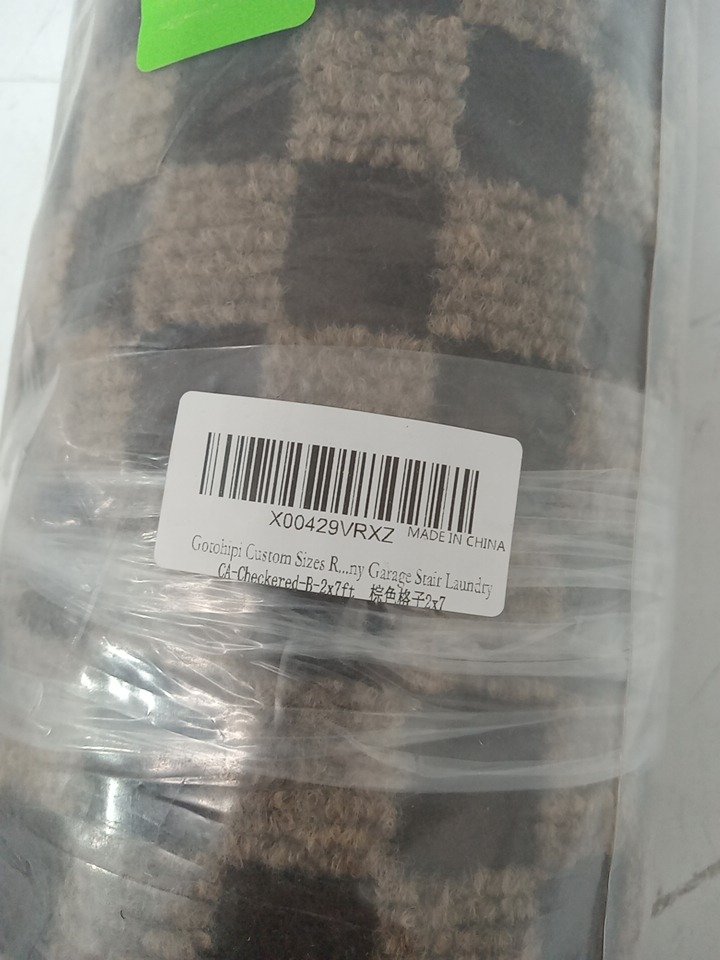 X00429VRXZ MADE IN CHINA
Gotohipi Custom Sizes R...ny Garage Stair Laundry
CA-Checkered-B-2x7ft 棕色格子2x7